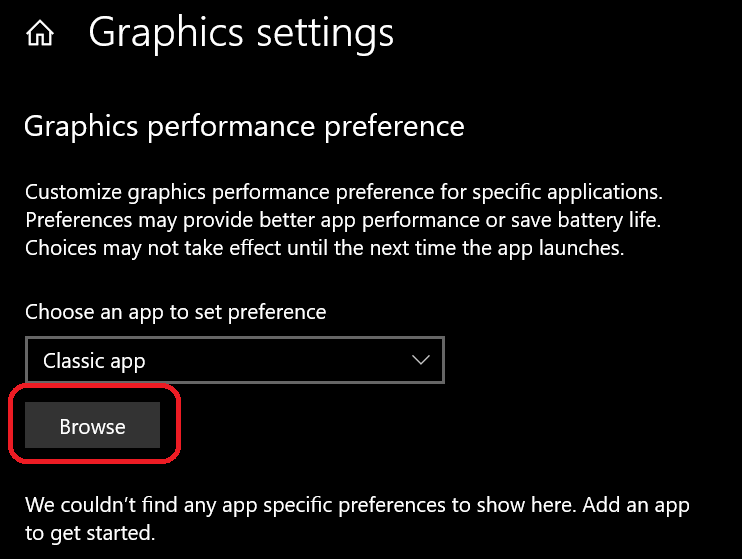 Graphics settings
Graphics performance preference
Customize graphics performance preference for specific applications.
Preferences may provide better app performance or save battery life.
Choices may not take effect until the next time the app launches.
Choose an app to set preference
Classic app
Browse
We couldn't find any app specific preferences to show here. Add an app
to get started.